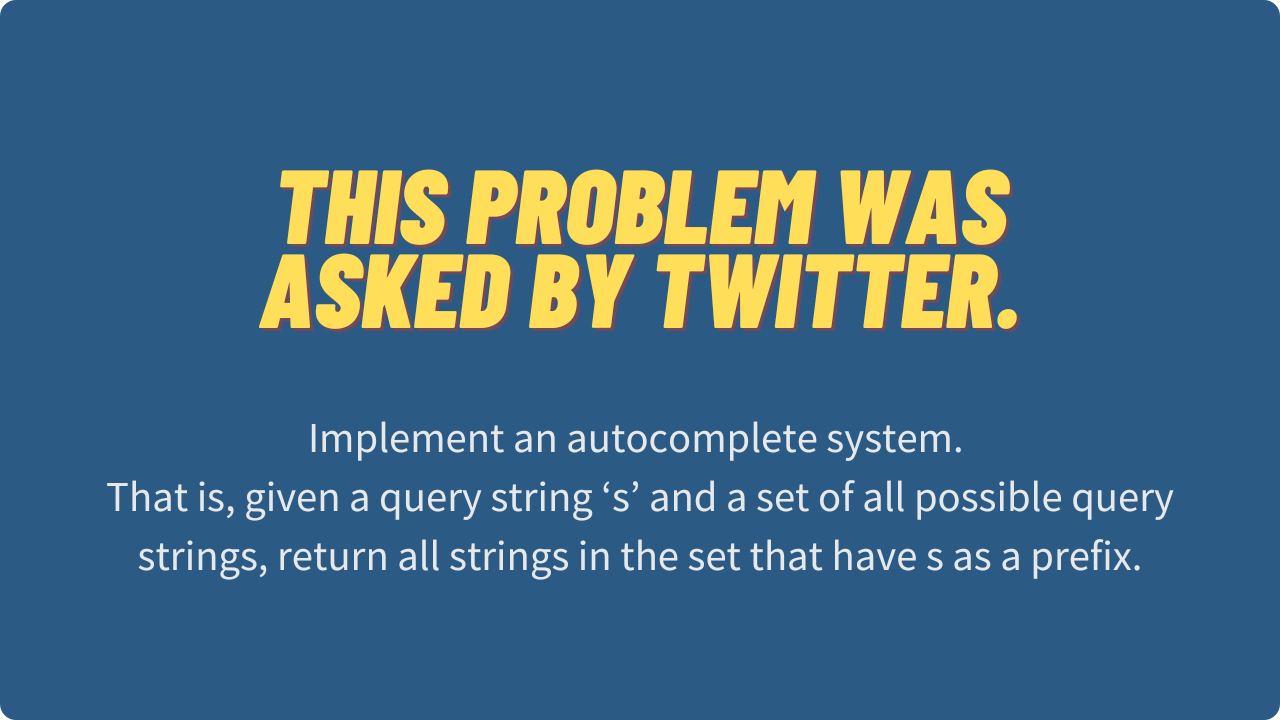 THIS PROBLEM WAS
ASKED BY TWITTER.
Implement an autocomplete system.
That is, given a query string ‘s’ and a set of all possible query
strings, return all strings in the set that have s as a prefix.